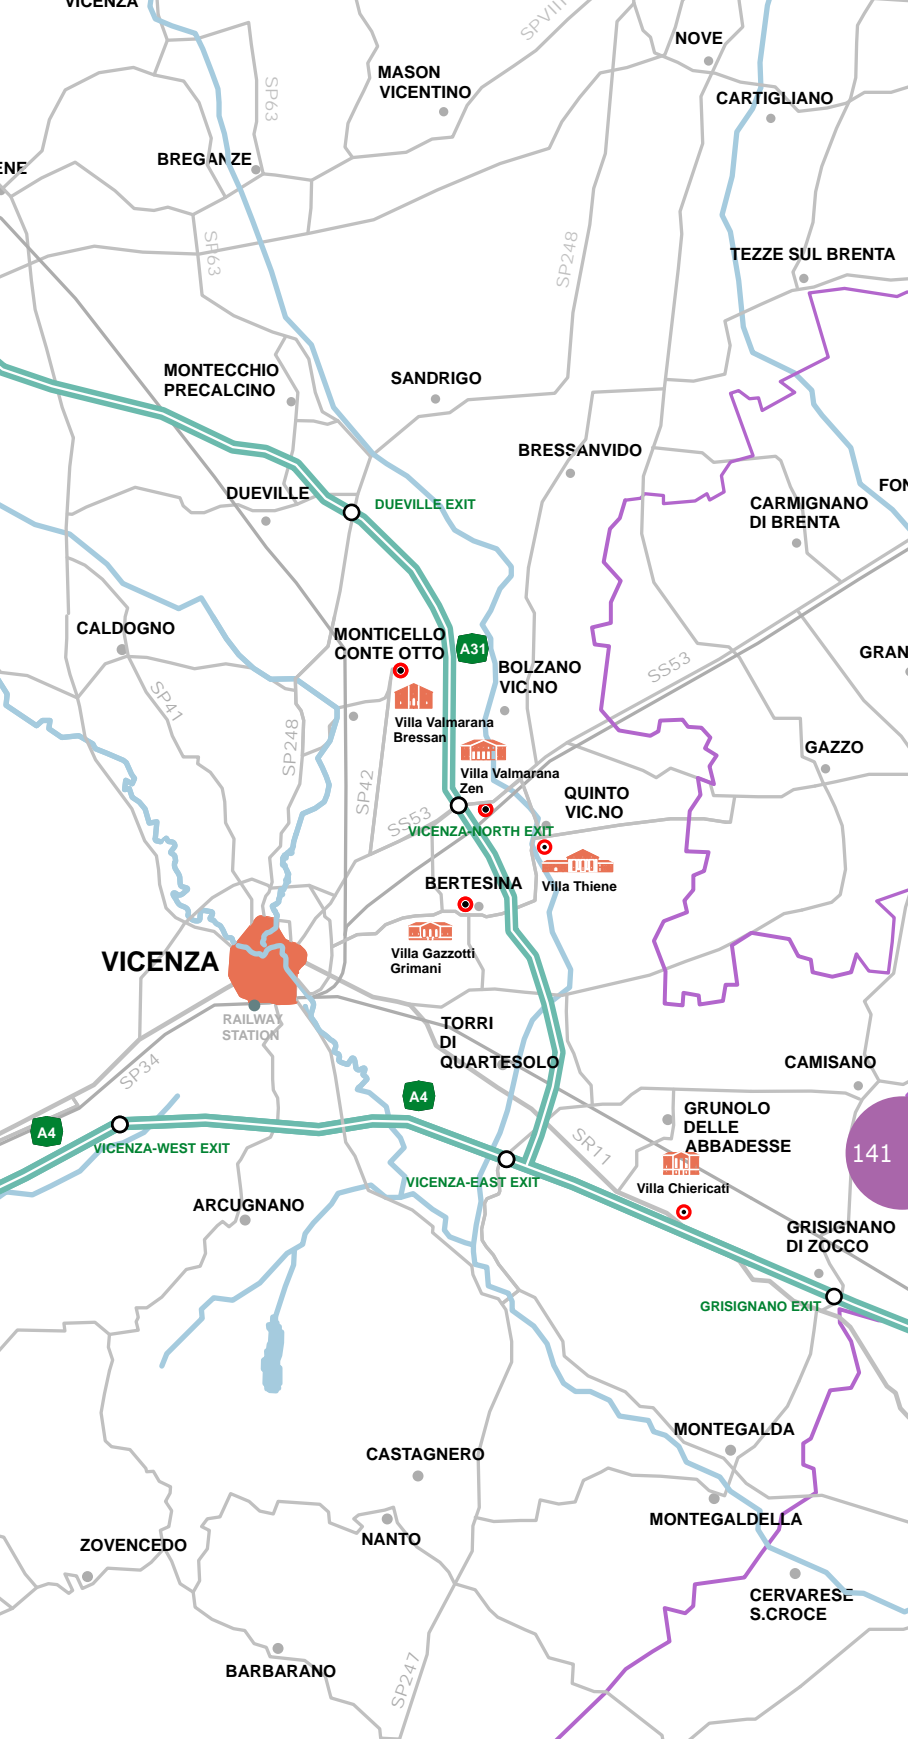 VICENZA
SPVIII
NOVE
MASON
VICENTINO
SP63
CARTIGLIANO
BREGANZE
ENE
SP63
SP248
TEZZE SUL BRENTA
MONTECCHIO
PRECALCINO
SANDRIGO
BRESSANVIDO
FON
DUEVILLE
DUEVILLE EXIT
CARMIGNANO
DI BRENTA
CALDOGNO
MONTICELLO
CONTE OTTO
A31
BOLZANO
VIC.NO
SS53
GRAN
SP41
SP248
Villa Valmarana
Bressan
GAZZO
SP42
Villa Valmarana
Zen
QUINTO
VIC.NO
SS53
VICENZA-NORTH EXIT
BERTESINA
Villa Thiene
VICENZA
Villa Gazzotti
Grimani
RAILWAY
STATION
TORRI
DI
QUARTESOLO
CAMISANO
SP34
A4
A4
GRUNOLO
DELLE
ABBADESSE
SR11
141
VICENZA-WEST EXIT
VICENZA-EAST EXIT
Villa Chiericati
ARCUGNANO
GRISIGNANO
DI ZOCCO
GRISIGNANO EXIT
MONTEGALDA
CASTAGNERO
MONTEGALDELLA
NANTO
ZOVENCEDO
CERVARESE
S.CROCE
BARBARANO
SP247